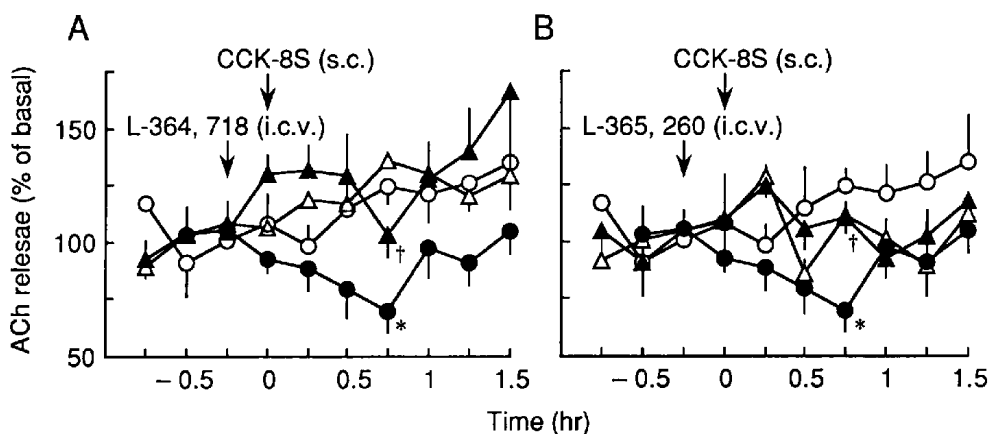 A
B
CCK-8S (s.c.)
CCK-8S (s.c.)
L-364, 718 (i.c.v.)
L-365, 260 (i.c.v.)
ACh relesae (% of basal)
150
100
50
†
*
†
*
– 0.5 0 0.5 1 1.5
– 0.5 0 0.5 1 1.5
Time (hr)